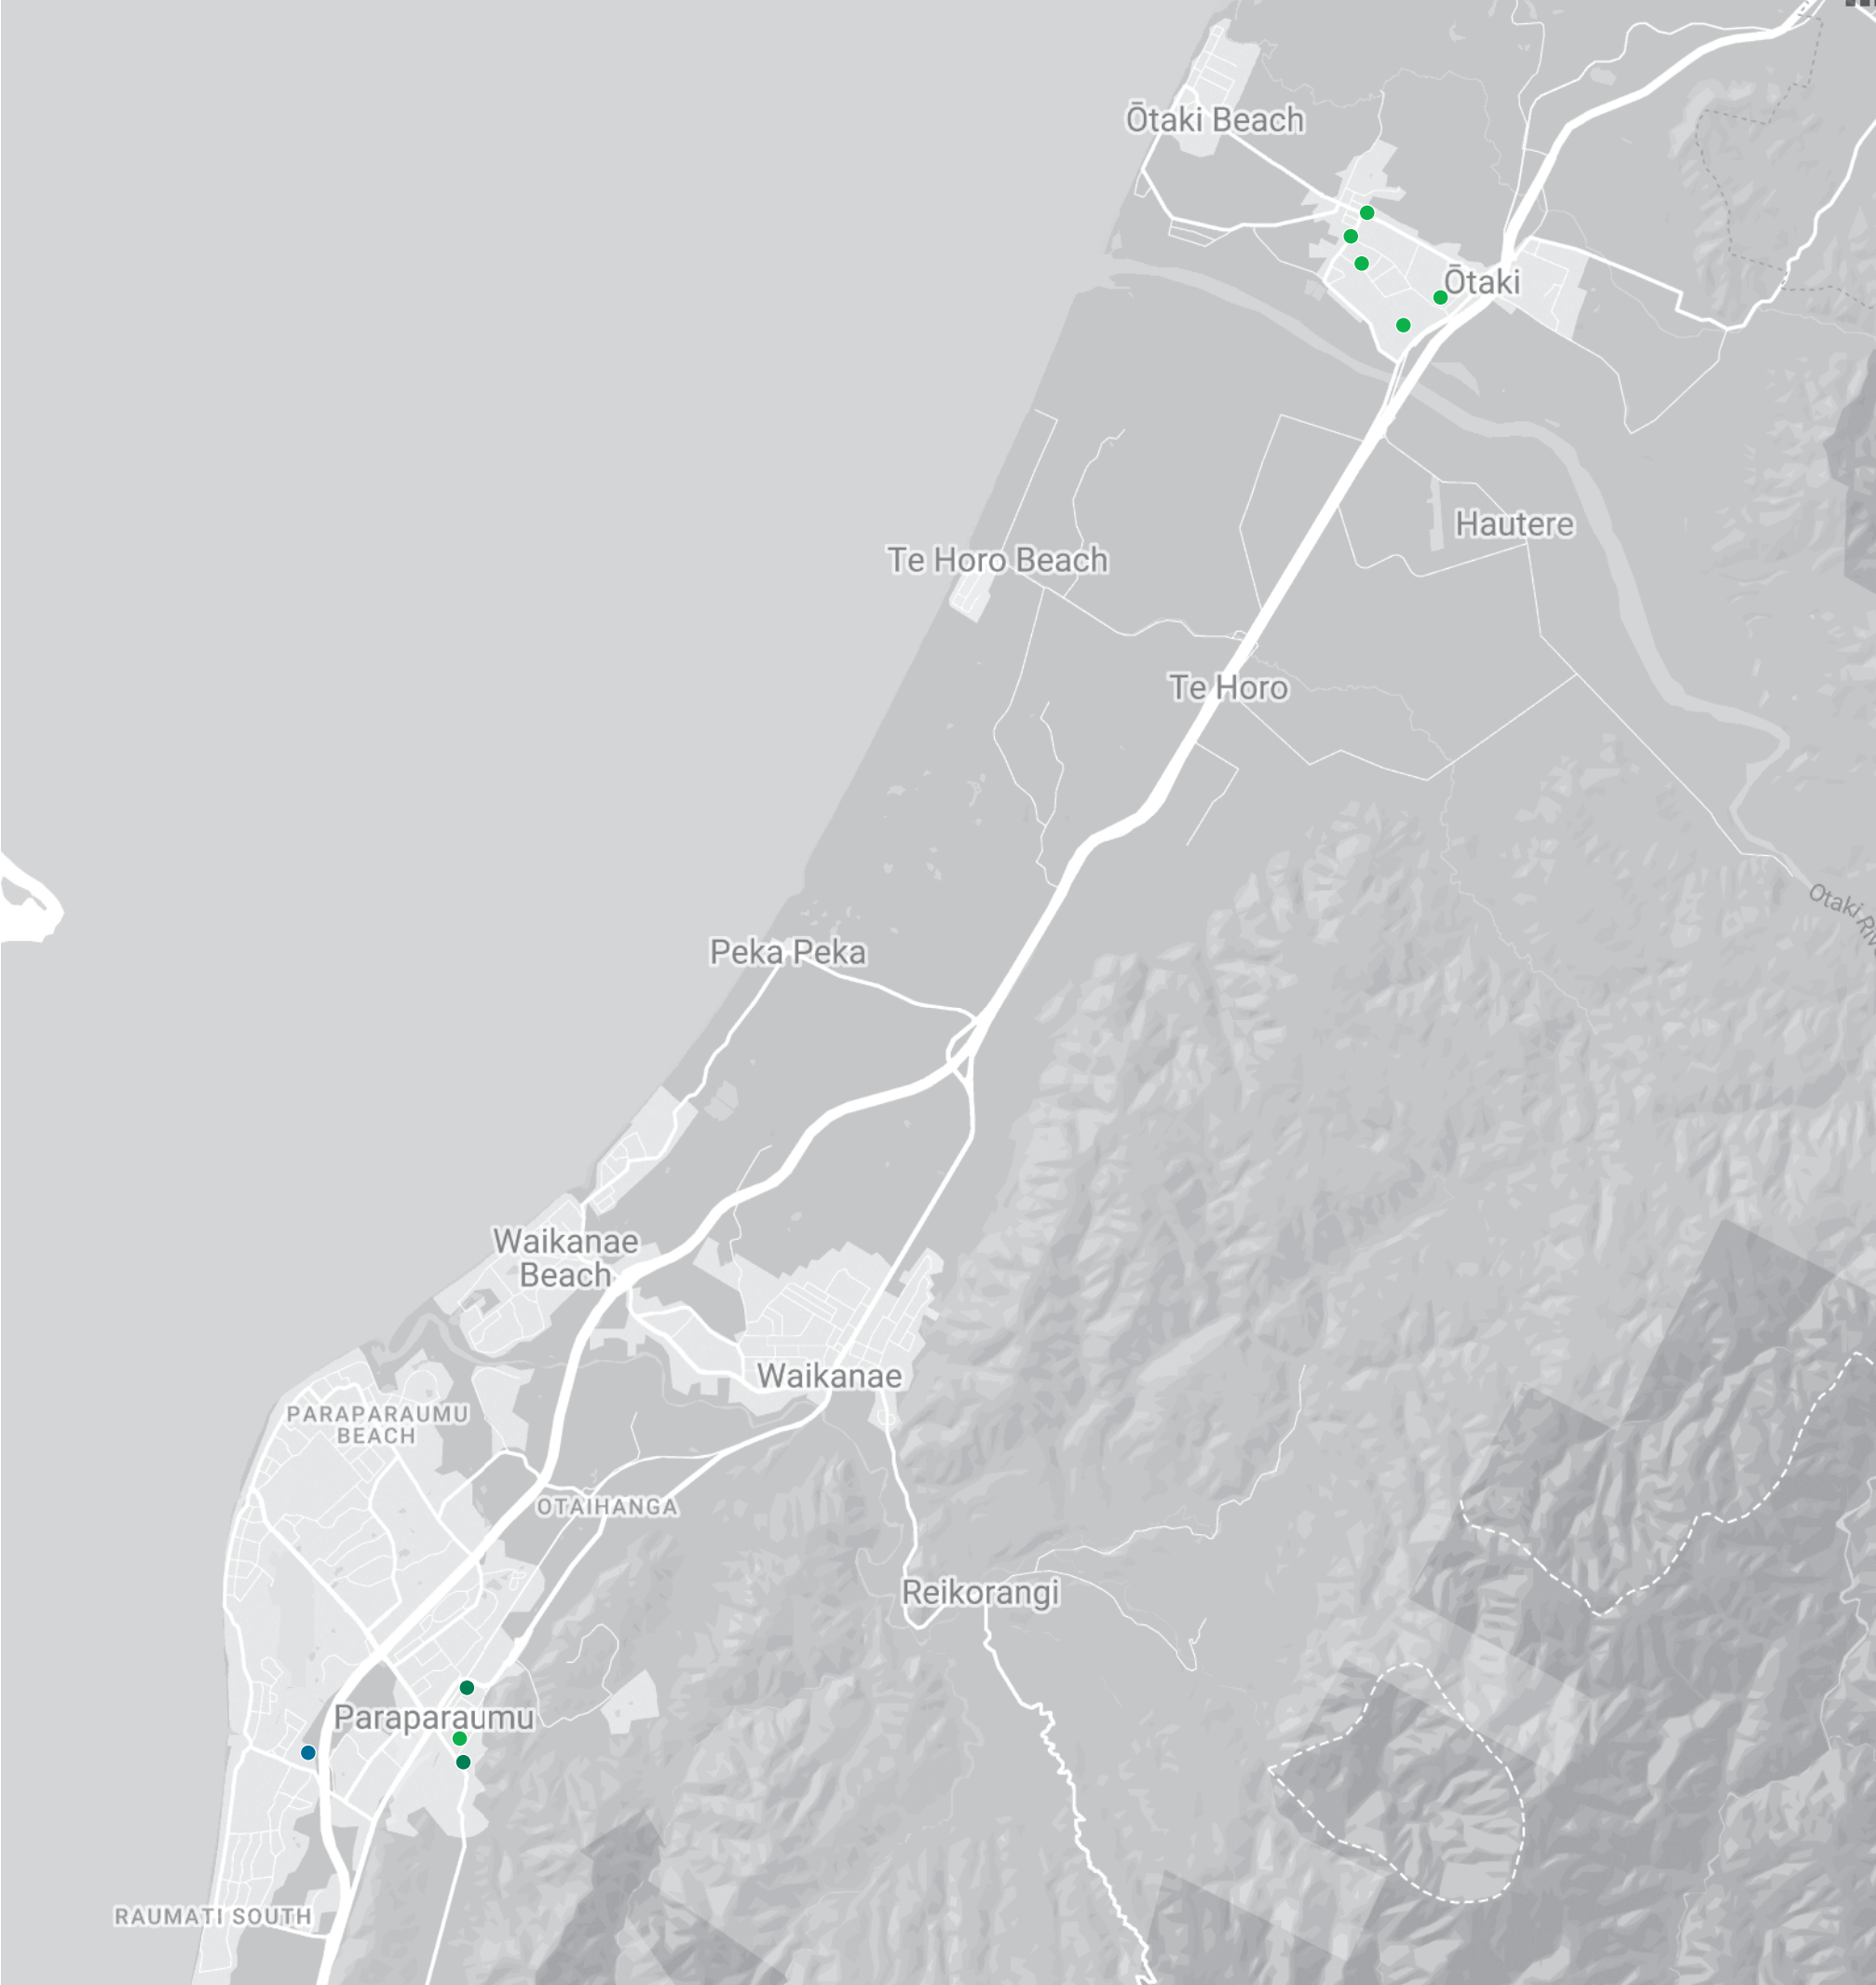 Ōtaki Beach
Ōtaki
Hautere
Te Horo Beach
Te Horo
Otaki
Peka Peka
Waikanae
Beach
Waikanae
PARAPARAUMU
BEACH
OTAIHANGA
Reikorangi
Paraparaumu
RAUMATI SOUTH